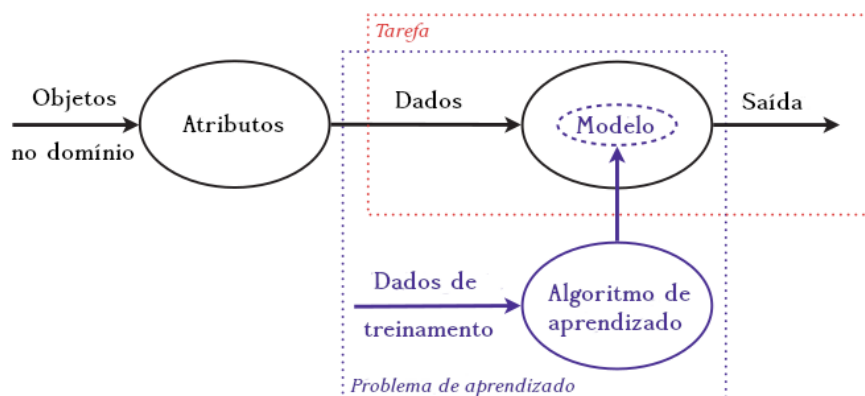 Tarefa
Objetos
no domínio
Atributos
Dados
Modelo
Saída
Dados de
treinamento
Algoritmo de
aprendizado
Problema de aprendizado